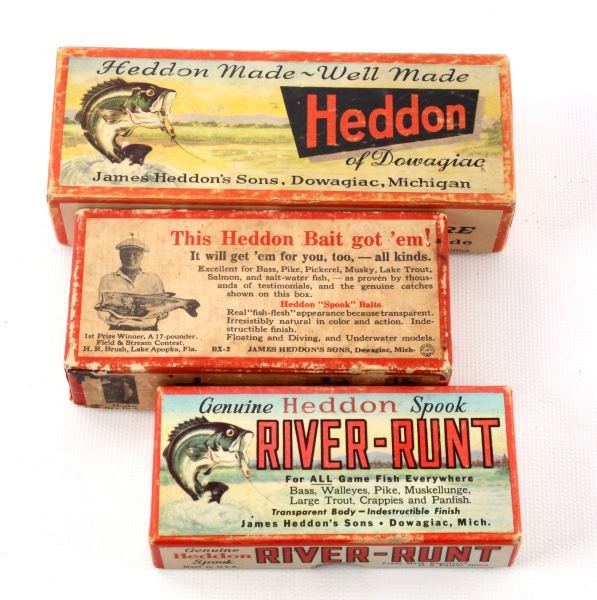 Heddon Made ~ Well Made
Heddon
of Dowagiac
James Heddon's Sons, Dowagiac, Michigan
This Heddon Bait got 'em!
It will get 'em for you, too, — all kinds.
Excellent for Bass, Pike, Pickerel, Musky, Lake Trout,
Salmon, and salt-water fish, — as proven by thous-
ands of testimonials, and the genuine catches
shown on this box.
Heddon "Spook" Baits
Real "fish-flesh" appearance because transparent.
Irresistibly natural in color and action. Inde-
structible finish.
Floating and Diving, and Underwater models.
BX-2 JAMES HEDDON'S SONS, Dowagiac, Mich.
1st Prize Winner, A 17-pounder.
Field & Stream Contest.
H. R. Brush, Lake Apopka, Fla.
Genuine Heddon Spook
RIVER-RUNT
For ALL Game Fish Everywhere
Bass, Walleyes, Pike, Muskellunge,
Large Trout, Crappies and Panfish.
Transparent Body — Indestructible Finish
James Heddon's Sons • Dowagiac, Mich.
Genuine
Heddon
Spook
Made in U.S.A.
RIVER-RUNT